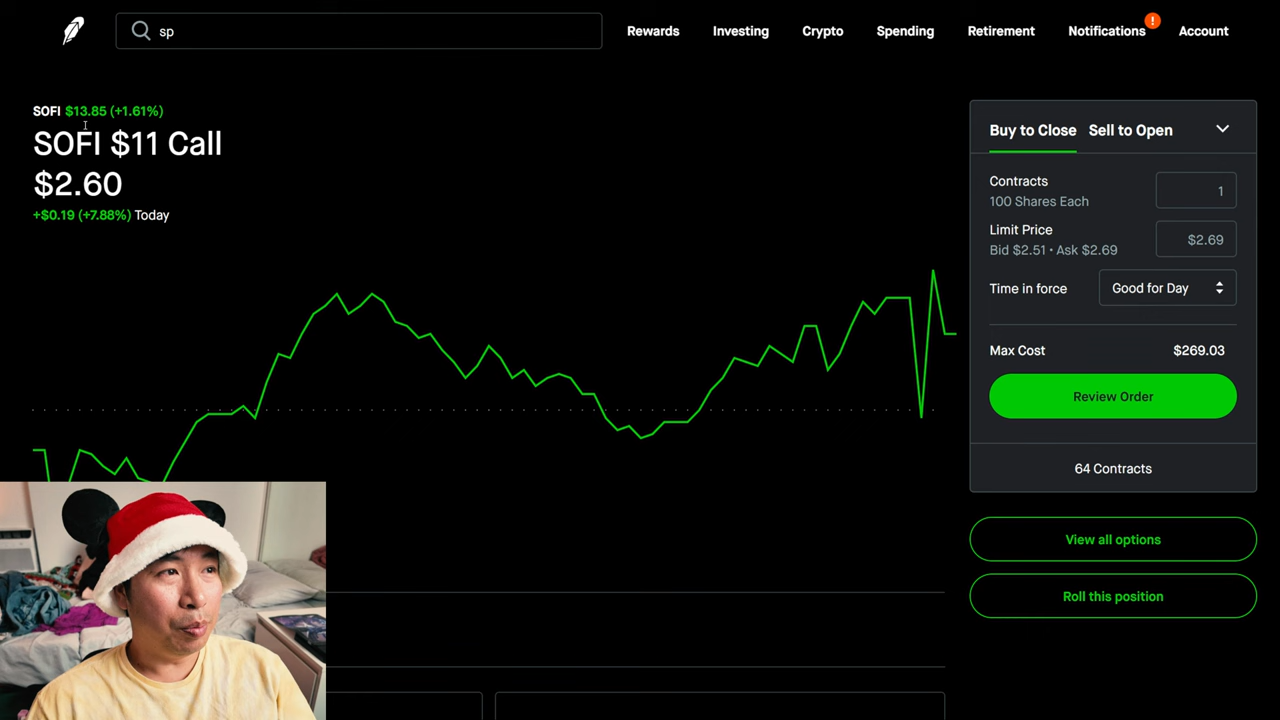 sp
Rewards
Investing
Crypto
Spending
Retirement
Notifications !
Account
SOFI $13.85 (+1.61%)
SOFI $11 Call
$2.60
+$0.19 (+7.88%) Today
Buy to Close Sell to Open
Contracts
100 Shares Each
1
Limit Price
Bid $2.51 • Ask $2.69
$2.69
Time in force
Good for Day
Max Cost
$269.03
Review Order
64 Contracts
View all options
Roll this position